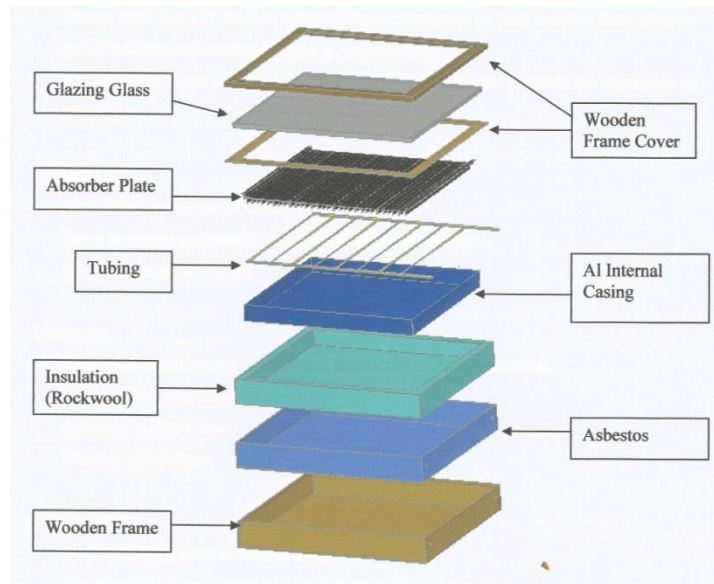 Glazing Glass
Wooden
Frame Cover
Absorber Plate
Tubing
Al Internal
Casing
Insulation
(Rockwool)
Asbestos
Wooden Frame